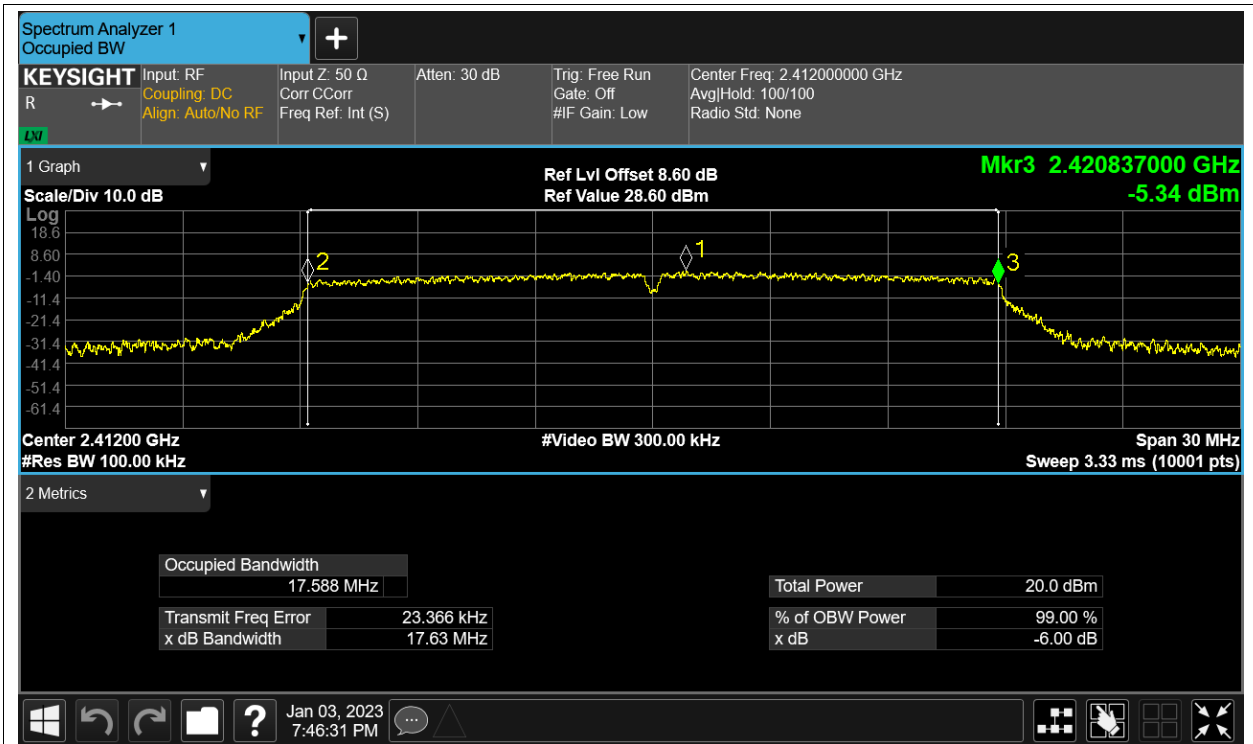 Spectrum Analyzer 1
Occupied BW
+
KEYSIGHT
R
LXI
Input: RF
Coupling: DC
Align: Auto/No RF
Input Z: 50 Ω
Corr CCorr
Freq Ref: Int (S)
Atten: 30 dB
Trig: Free Run
Gate: Off
#IF Gain: Low
Center Freq: 2.412000000 GHz
Avg|Hold: 100/100
Radio Std: None
1 Graph
Scale/Div 10.0 dB
Ref Lvl Offset 8.60 dB
Ref Value 28.60 dBm
Mkr3 2.420837000 GHz
-5.34 dBm
Log
18.6
8.60
-1.40
-11.4
-21.4
-31.4
-41.4
-51.4
-61.4
2
1
3
Center 2.41200 GHz
#Res BW 100.00 kHz
#Video BW 300.00 kHz
Span 30 MHz
Sweep 3.33 ms (10001 pts)
2 Metrics
Occupied Bandwidth
17.588 MHz
Transmit Freq Error 23.366 kHz
x dB Bandwidth 17.63 MHz
Total Power 20.0 dBm
% of OBW Power 99.00 %
x dB -6.00 dB
?
Jan 03, 2023
7:46:31 PM